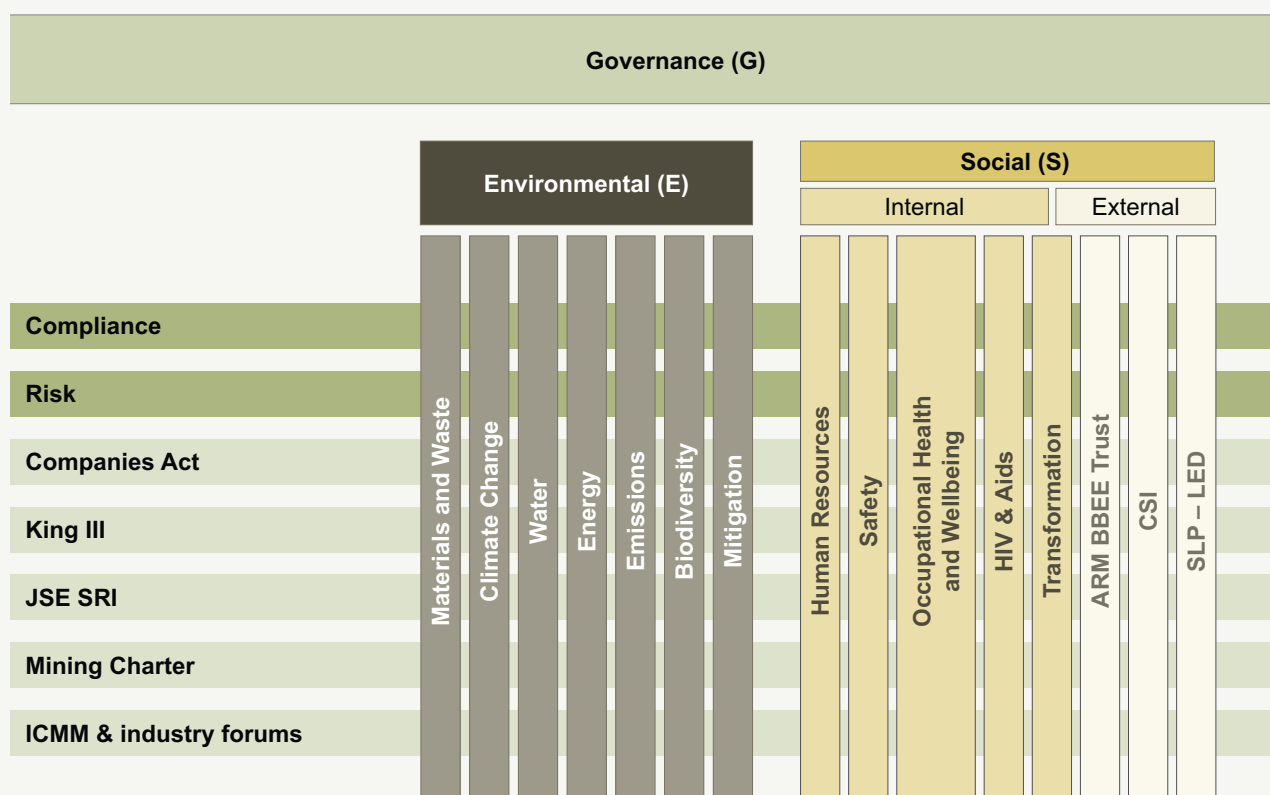 Governance (G)
Environmental (E)
Social (S)
Internal
External
Compliance
Risk
Companies Act
King III
JSE SRI
Mining Charter
ICMM & industry forums
Materials and Waste
Climate Change
Water
Energy
Emissions
Biodiversity
Mitigation
Human Resources
Safety
Occupational Health
and Wellbeing
HIV & Aids
Transformation
ARM BBEE Trust
CSI
SLP – LED